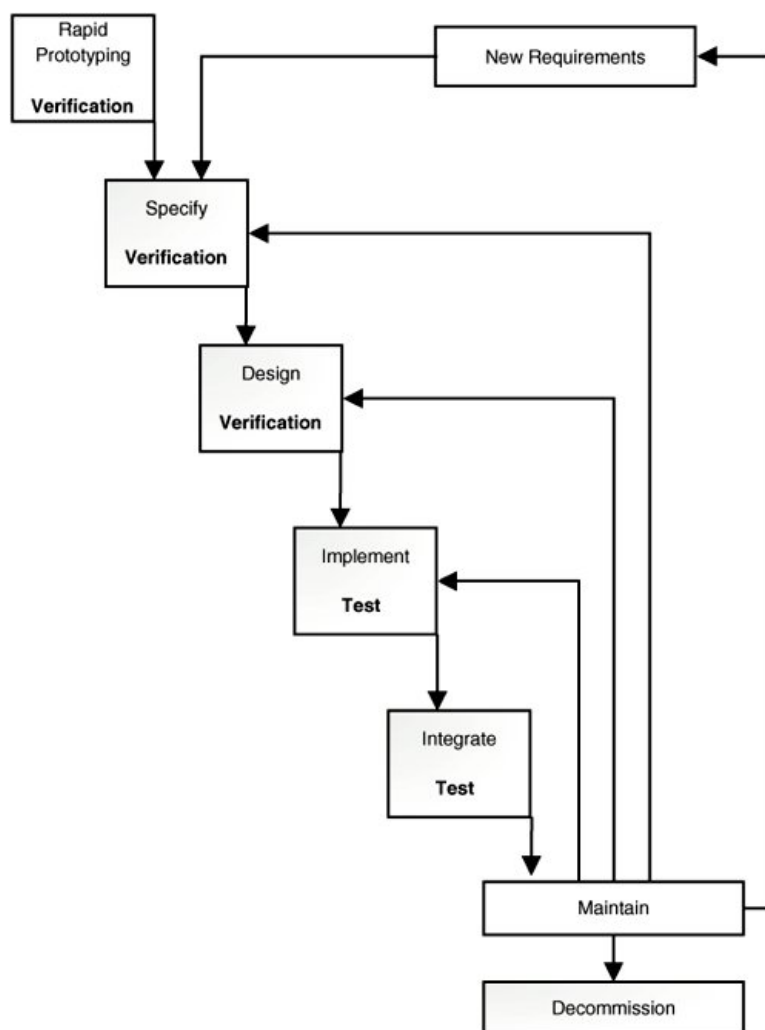 Rapid
Prototyping
Verification
New Requirements
Specify
Verification
Design
Verification
Implement
Test
Integrate
Test
Maintain
Decommission